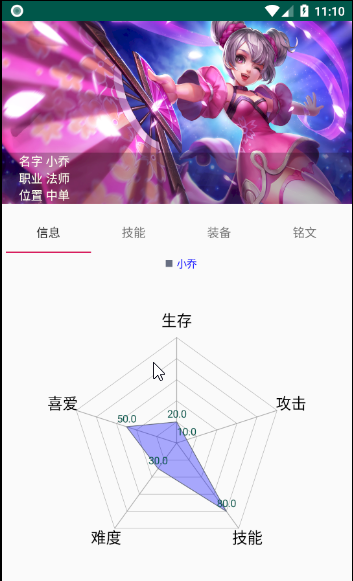 11:10
名字 小乔
职业 法师
位置 中单
信息
技能
装备
铭文
小乔
生存
喜爱
攻击
50.0
20.0
10.0
30.0
80.0
难度
技能